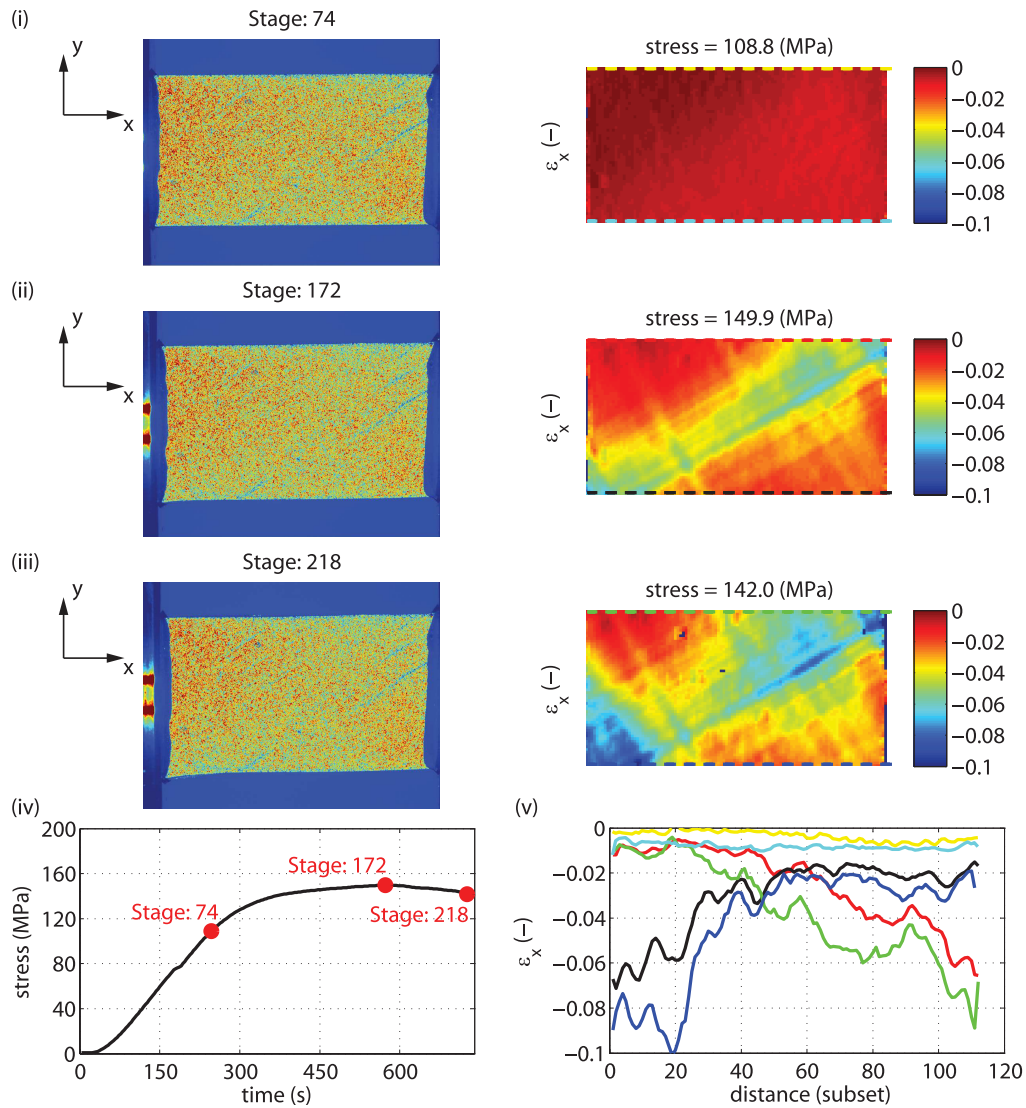 (i)
Stage: 74
y
x
stress = 108.8 (MPa)
εx (−)
0
−0.02
−0.04
−0.06
−0.08
−0.1
(ii)
Stage: 172
y
x
stress = 149.9 (MPa)
εx (−)
0
−0.02
−0.04
−0.06
−0.08
−0.1
(iii)
Stage: 218
y
x
stress = 142.0 (MPa)
εx (−)
0
−0.02
−0.04
−0.06
−0.08
−0.1
(iv)
200
160
120
80
40
0
stress (MPa)
Stage: 172
Stage: 74
Stage: 218
0 150 300 450 600
time (s)
(v)
0
−0.02
−0.04
−0.06
−0.08
−0.1
εx (−)
0 20 40 60 80 100 120
distance (subset)